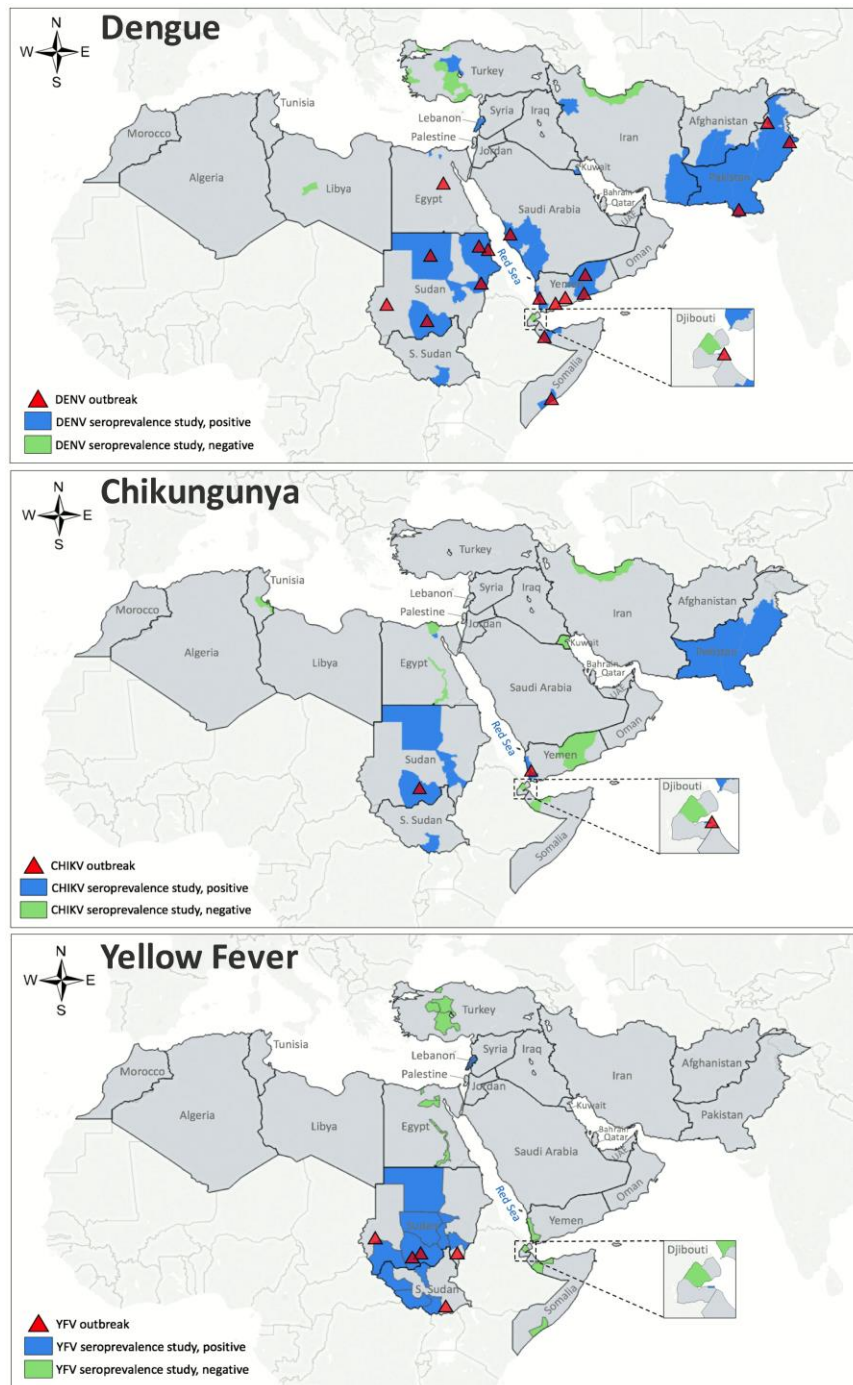 Dengue
N
W E
S
Turkey
Tunisia
Lebanon
Syria
Iraq
Palestine
Jordan
Morocco
Algeria
Libya
Egypt
Iran
Afghanistan
Pakistan
Kuwait
Bahrain
Qatar
UAE
Saudi Arabia
Oman
Red Sea
Yemen
Sudan
S. Sudan
Somalia
Djibouti
DENV outbreak
DENV seroprevalence study, positive
DENV seroprevalence study, negative
Chikungunya
N
W E
S
Turkey
Tunisia
Lebanon
Syria
Iraq
Palestine
Jordan
Morocco
Algeria
Libya
Egypt
Iran
Afghanistan
Pakistan
Kuwait
Bahrain
Qatar
UAE
Saudi Arabia
Oman
Red Sea
Yemen
Sudan
S. Sudan
Somalia
Djibouti
CHIKV outbreak
CHIKV seroprevalence study, positive
CHIKV seroprevalence study, negative
Yellow Fever
N
W E
S
Turkey
Tunisia
Lebanon
Syria
Iraq
Palestine
Jordan
Morocco
Algeria
Libya
Egypt
Iran
Afghanistan
Pakistan
Kuwait
Bahrain
Qatar
UAE
Saudi Arabia
Oman
Red Sea
Yemen
Sudan
S. Sudan
Somalia
Djibouti
YFV outbreak
YFV seroprevalence study, positive
YFV seroprevalence study, negative